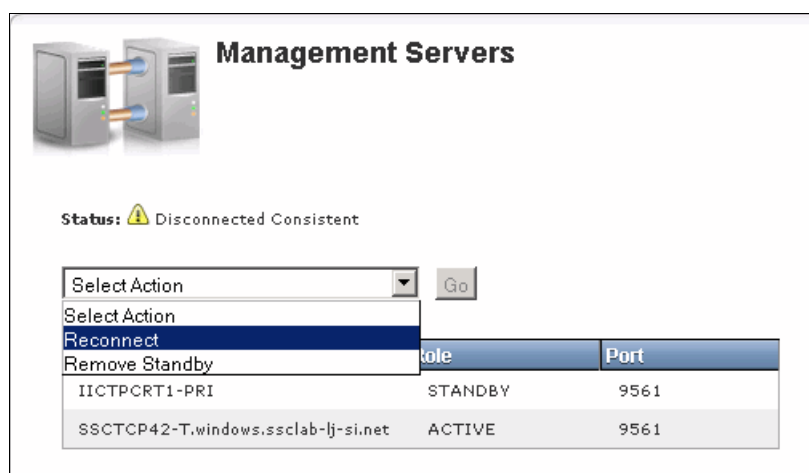 Management Servers
Status: Disconnected Consistent
Select Action
Go
Select Action
Reconnect
Remove Standby
Role Port
IICTPCRT1-PRI STANDBY 9561
SSCTCP42-T.windows.ssclab-lj-si.net ACTIVE 9561